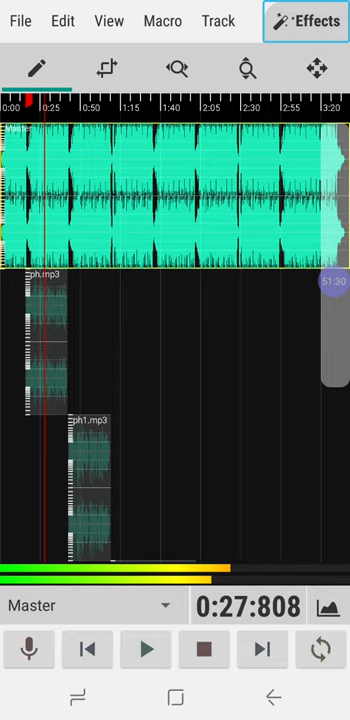 File Edit View Macro Track Effects
0:00 0:25 0:50 1:15 1:40 2:05 2:30 2:55 3:20
Master
ph.mp3
51:30
ph1.mp3
Master 0:27:808